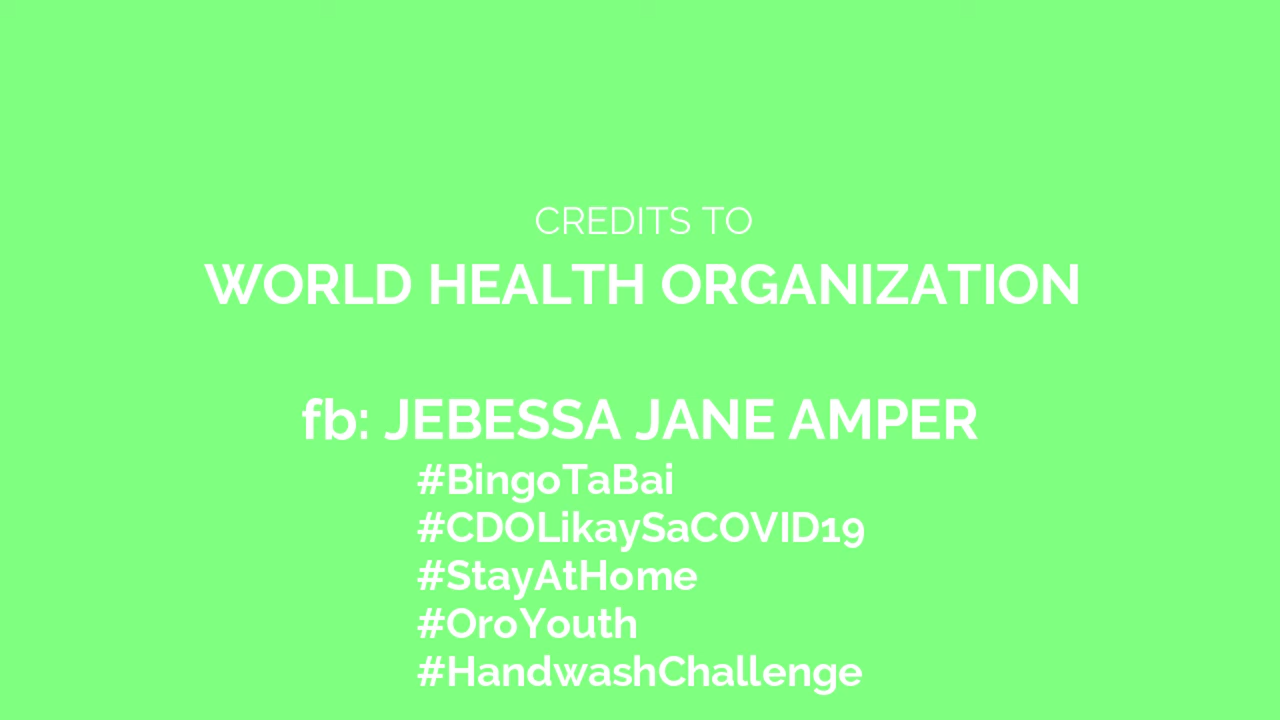 CREDITS TO
WORLD HEALTH ORGANIZATION
fb: JEBESSA JANE AMPER
#BingoTaBai
#CDOLikaySaCOVID19
#StayAtHome
#OroYouth
#HandwashChallenge